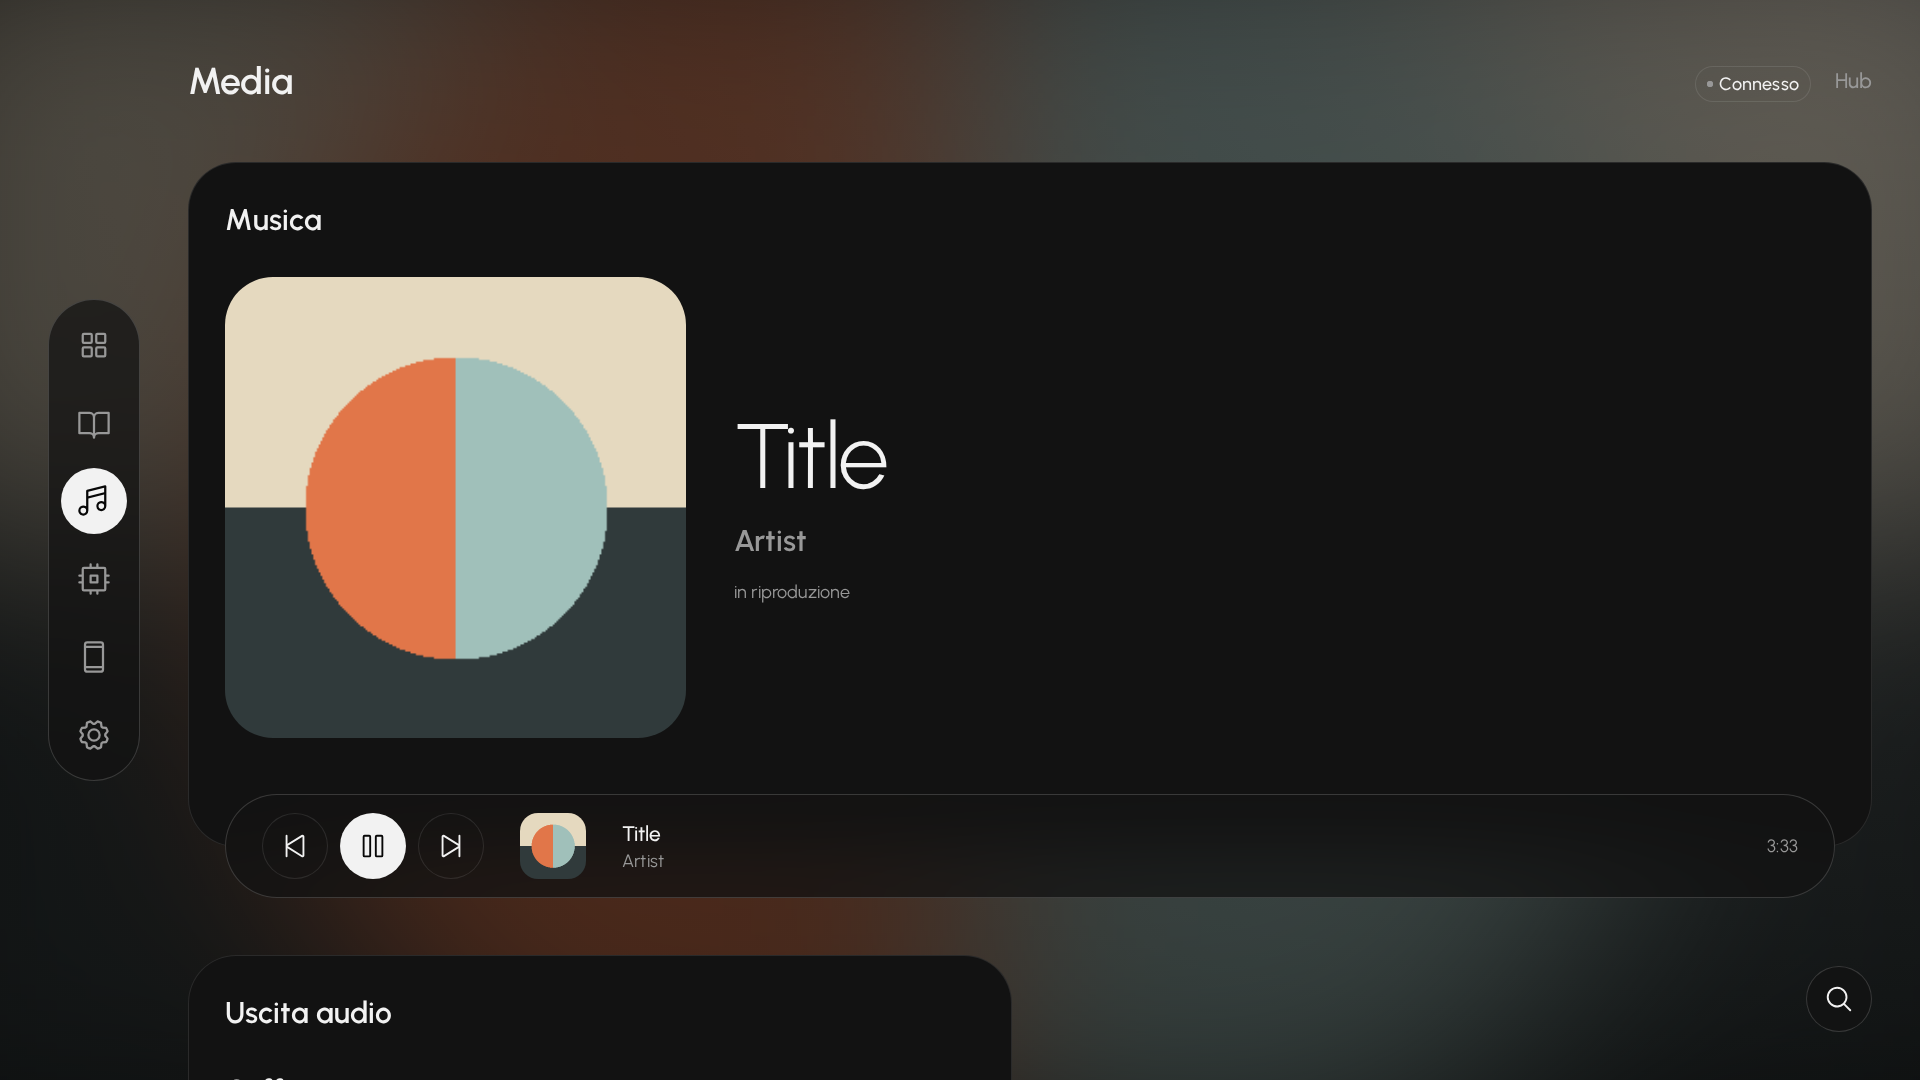 Media
Connesso
Hub
Musica
Title
Artist
in riproduzione
Title
Artist
3:33
Uscita audio